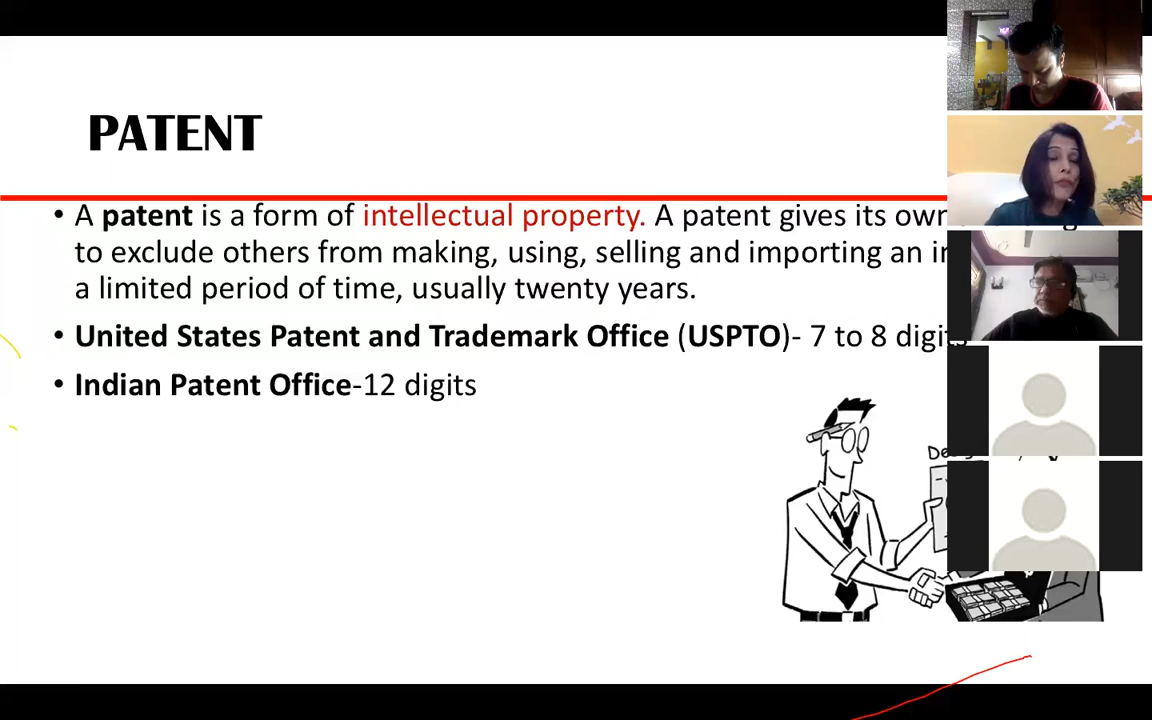 PATENT
• A patent is a form of intellectual property. A patent gives its own
to exclude others from making, using, selling and importing an in
a limited period of time, usually twenty years.
• United States Patent and Trademark Office (USPTO)- 7 to 8 digits
• Indian Patent Office-12 digits